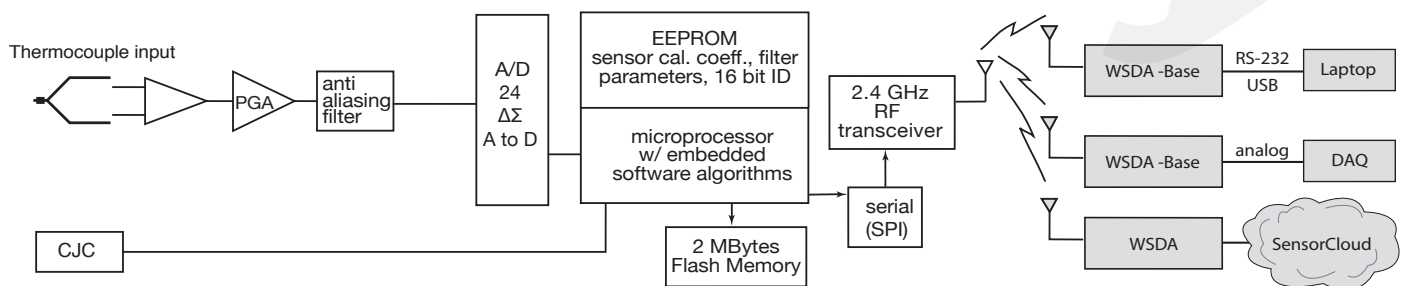 Thermocouple input
PGA
anti
aliasing
filter
A/D
24
ΔΣ
A to D
EEPROM
sensor cal. coeff., filter
parameters, 16 bit ID
microprocessor
w/ embedded
software algorithms
CJC
2 MBytes
Flash Memory
serial
(SPI)
2.4 GHz
RF
transceiver
WSDA -Base
RS-232
USB
Laptop
WSDA -Base
analog
DAQ
WSDA
SensorCloud